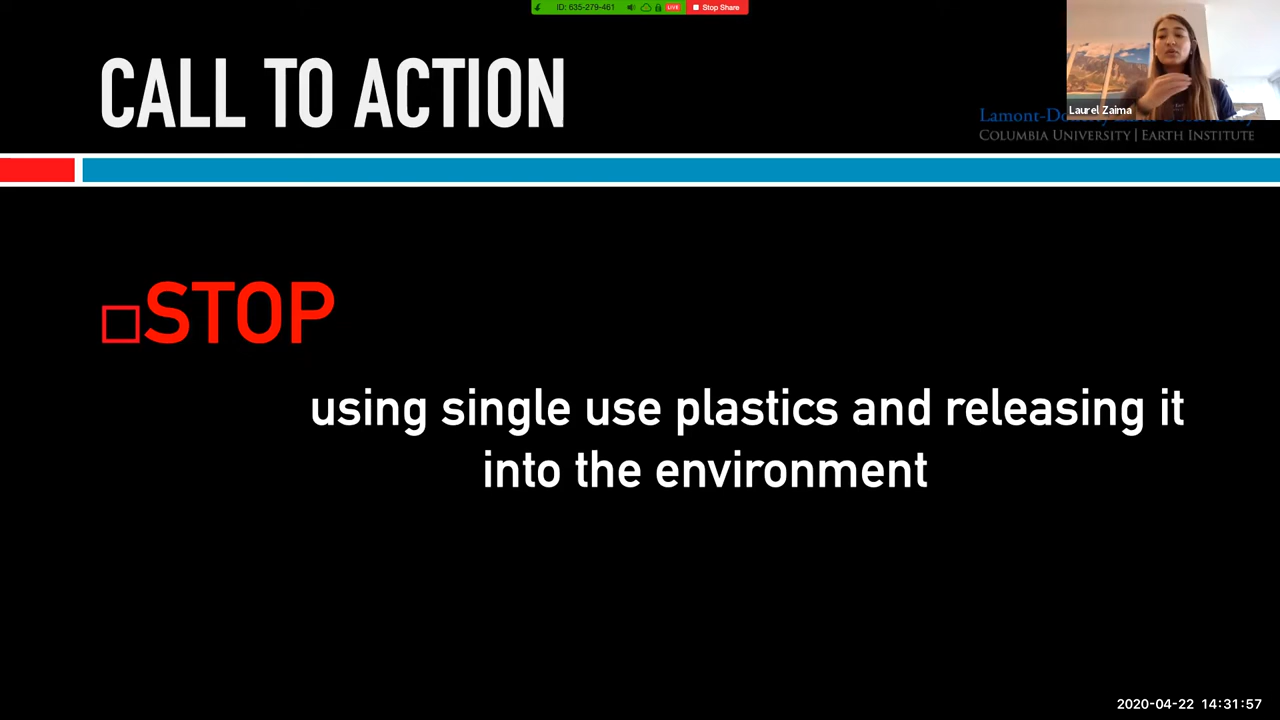 ID: 635-279-461
LIVE
Stop Share
CALL TO ACTION
Laurel Zaima
COLUMBIA UNIVERSITY | EARTH INSTITUTE
STOP
using single use plastics and releasing it
into the environment
2020-04-22 14:31:57